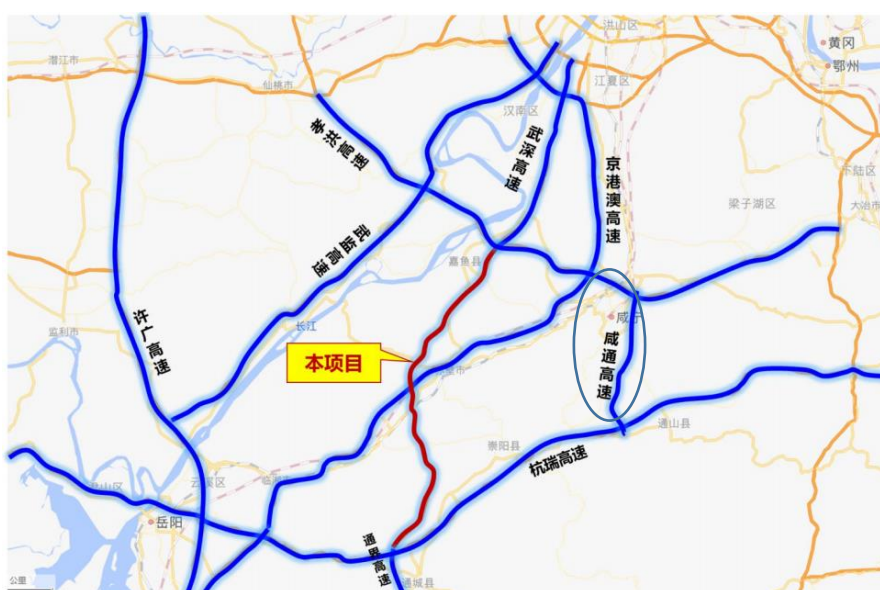 洪山区
黄冈
鄂州
潜江市
仙桃市
江夏区
汉南区
孝洪高速
武深高速
京港澳高速
下陆区
大冶市
梁子湖区
武监高速
嘉鱼县
许广高速
长江
咸宁
监利市
本项目
咸通高速
通山县
崇阳县
杭瑞高速
云溪区
岳阳
通界高速
通城县
公里